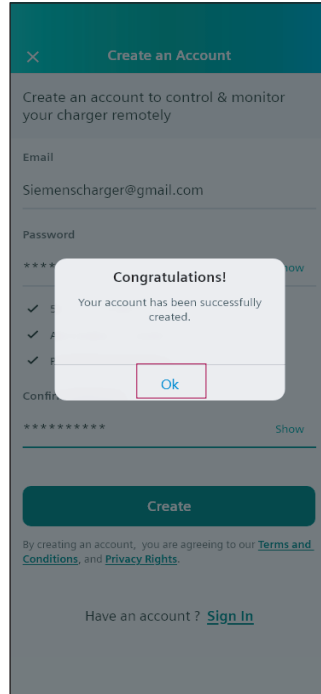 Create an Account
Create an account to control & monitor
your charger remotely
Email
Siemenscharger@gmail.com
Password
****
Congratulations!
Your account has been successfully
created.
Ok
**********
Show
Create
By creating an account, you are agreeing to our Terms and
Conditions, and Privacy Rights.
Have an account ? Sign In